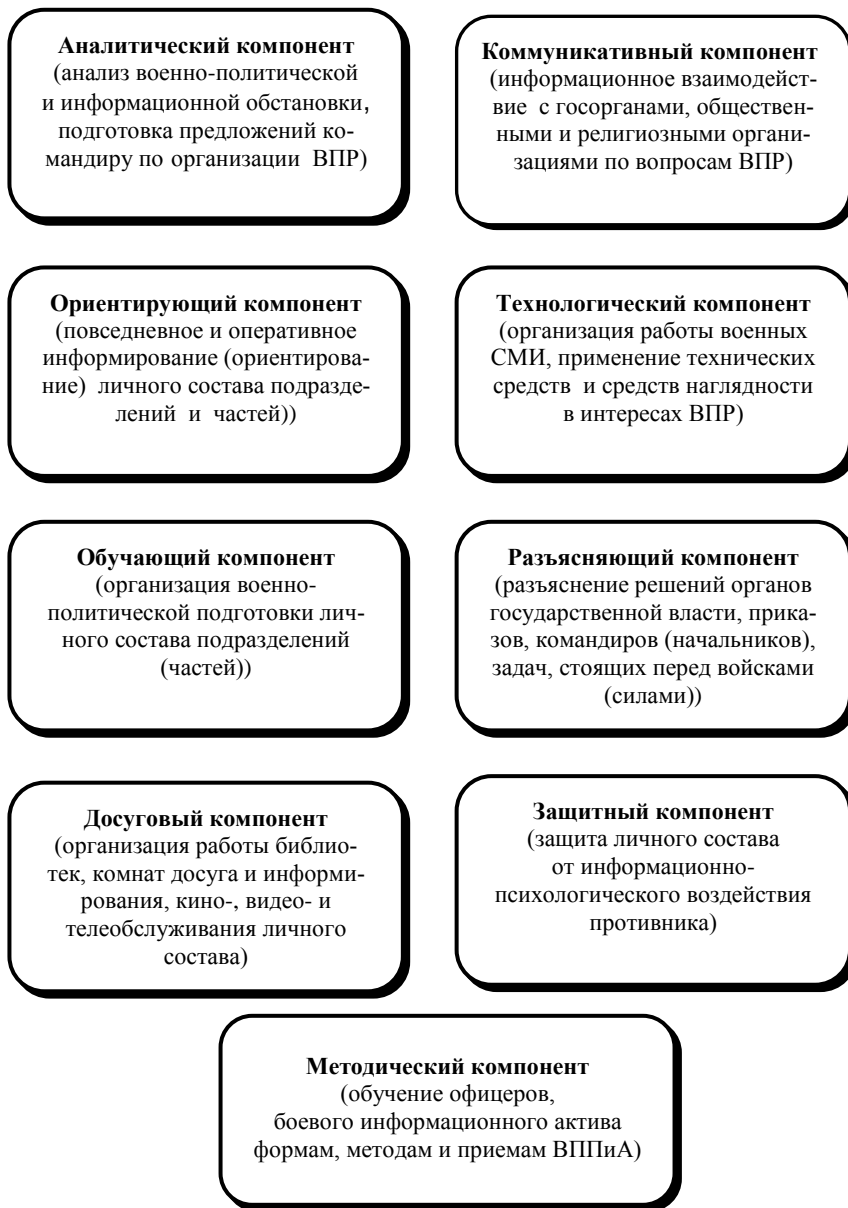 Аналитический компонент
(анализ военно-политической
и информационной обстановки,
подготовка предложений ко-
мандиру по организации ВПР)
Коммуникативный компонент
(информационное взаимодейст-
вие с госорганами, обществен-
ными и религиозными органи-
зациями по вопросам ВПР)
Ориентирующий компонент
(повседневное и оперативное
информирование (ориентирова-
ние) личного состава подразде-
лений и частей))
Технологический компонент
(организация работы военных
СМИ, применение технических
средств и средств наглядности
в интересах ВПР)
Обучающий компонент
(организация военно-
политической подготовки лич-
ного состава подразделений
(частей))
Разъясняющий компонент
(разъяснение решений органов
государственной власти, прика-
зов, командиров (начальников),
задач, стоящих перед войсками
(силами))
Досуговый компонент
(организация работы библио-
тек, комнат досуга и информи-
рования, кино-, видео- и
телеобслуживания личного
состава)
Защитный компонент
(защита личного состава
от информационно-
психологического воздействия
противника)
Методический компонент
(обучение офицеров,
боевого информационного актива
формам, методам и приемам ВППиА)